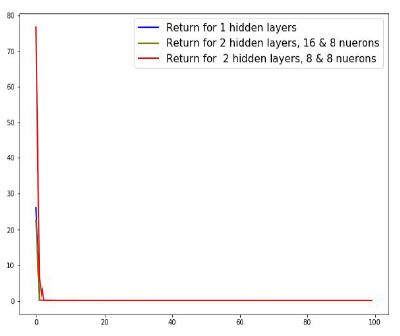 80
70
60
50
40
30
20
10
0
Return for 1 hidden layers
Return for 2 hidden layers, 16 & 8 nuerons
Return for  2 hidden layers, 8 & 8 nuerons
0 20 40 60 80 100